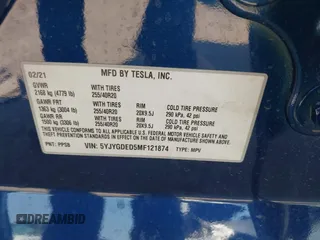 MFD BY TESLA, INC.
02/21
GVWR
2168 kg (4779 lb)
WITH TIRES
255/40R20
GAWR FRT
1363 kg (3004 lb)
WITH TIRES
255/40R20
RIM
20X9.5J
COLD TIRE PRESSURE
290 kPa, 42 psi
GAWR RR
1500 kg (3306 lb)
WITH TIRES
255/40R20
RIM
20X9.5J
COLD TIRE PRESSURE
290 kPa, 42 psi
THIS VEHICLE CONFORMS TO ALL APPLICABLE FEDERAL MOTOR VEHICLE
SAFETY STANDARDS IN EFFECT ON THE DATE OF MANUFACTURE SHOWN ABOVE.
VIN: 5YJYGDED5MF121874
PNT: PPSB
TYPE: MPV
DREAMBID